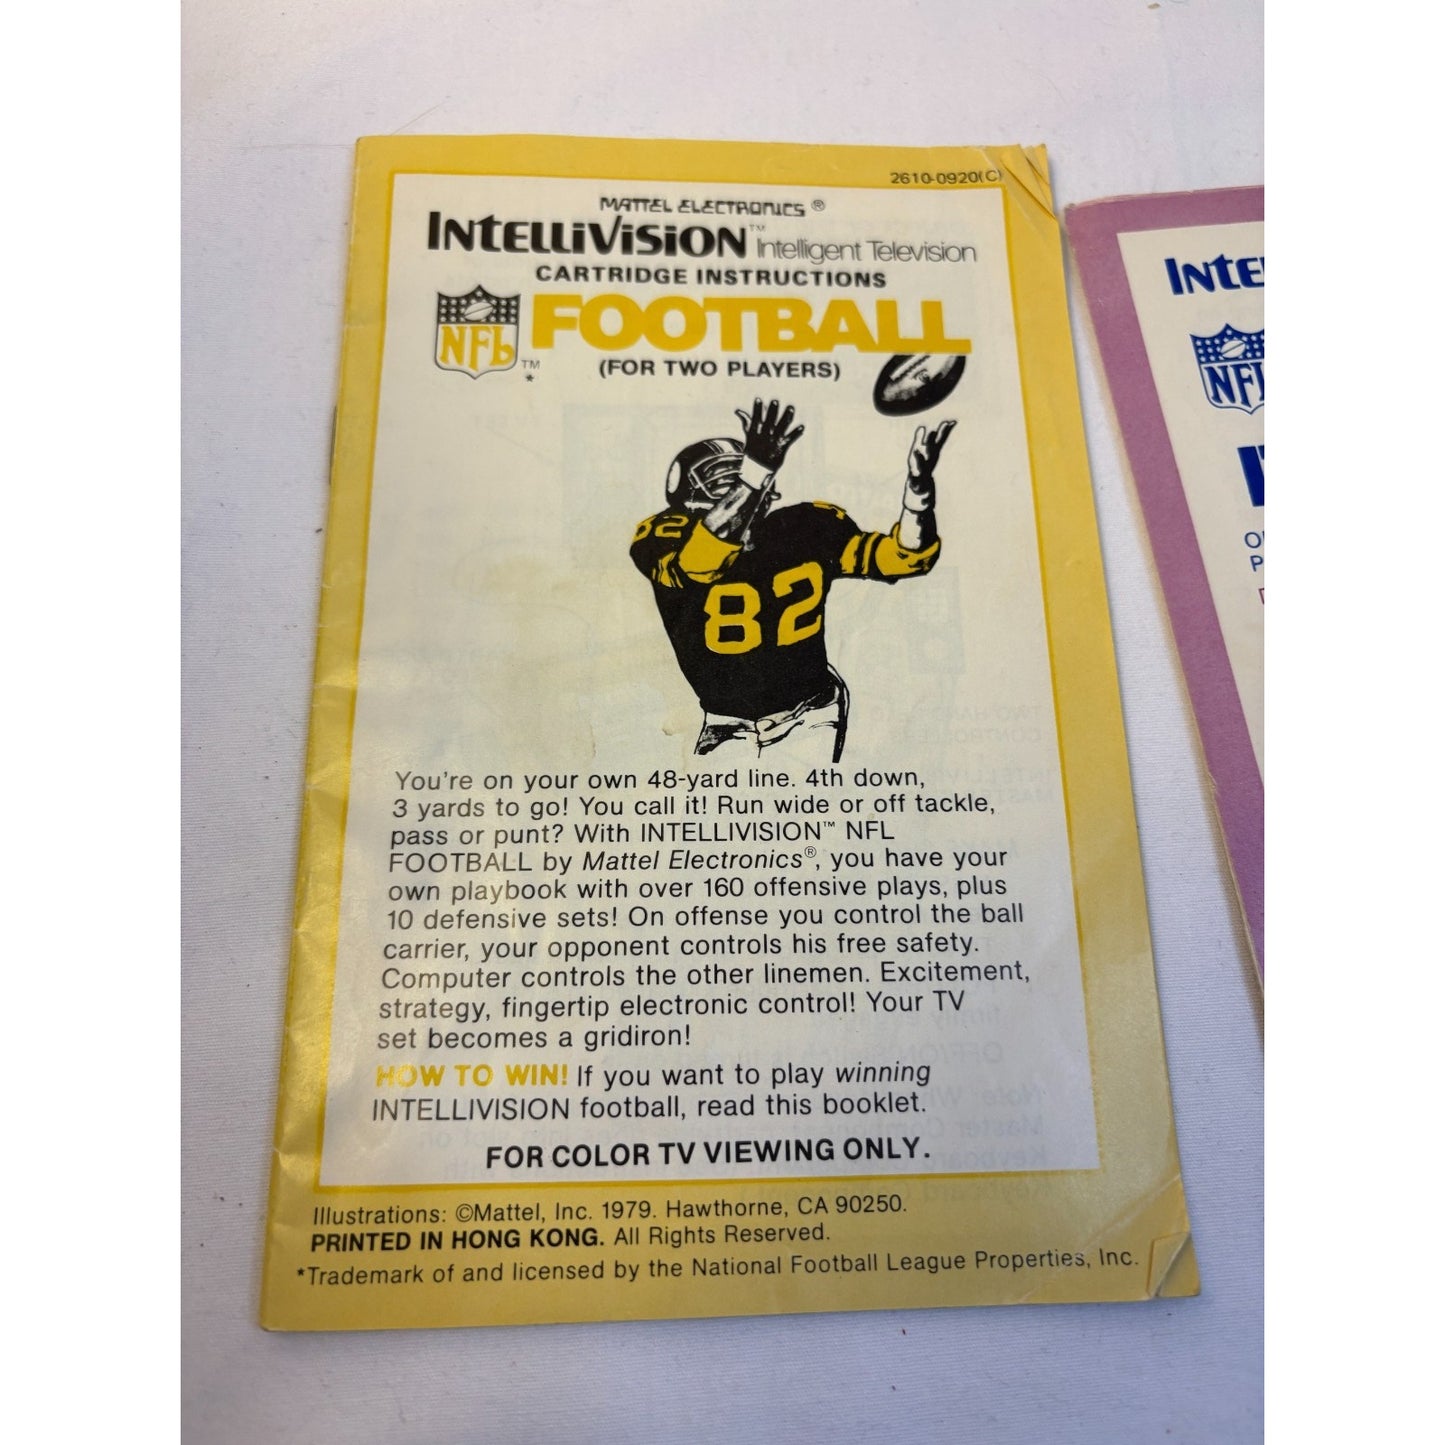 2610-0920(C)
MATTEL ELECTRONICS®
INTELLIVISION™ Intelligent Television
CARTRIDGE INSTRUCTIONS
NFL FOOTBALL
™
*
(FOR TWO PLAYERS)
82
82
You're on your own 48-yard line. 4th down,
3 yards to go! You call it! Run wide or off tackle,
pass or punt? With INTELLIVISION™ NFL
FOOTBALL by Mattel Electronics®, you have your
own playbook with over 160 offensive plays, plus
10 defensive sets! On offense you control the ball
carrier, your opponent controls his free safety.
Computer controls the other linemen. Excitement,
strategy, fingertip electronic control! Your TV
set becomes a gridiron!
HOW TO WIN! If you want to play winning
INTELLIVISION football, read this booklet.
FOR COLOR TV VIEWING ONLY.
Illustrations: ©Mattel, Inc. 1979. Hawthorne, CA 90250.
PRINTED IN HONG KONG. All Rights Reserved.
*Trademark of and licensed by the National Football League Properties, Inc.
INTE
NFL